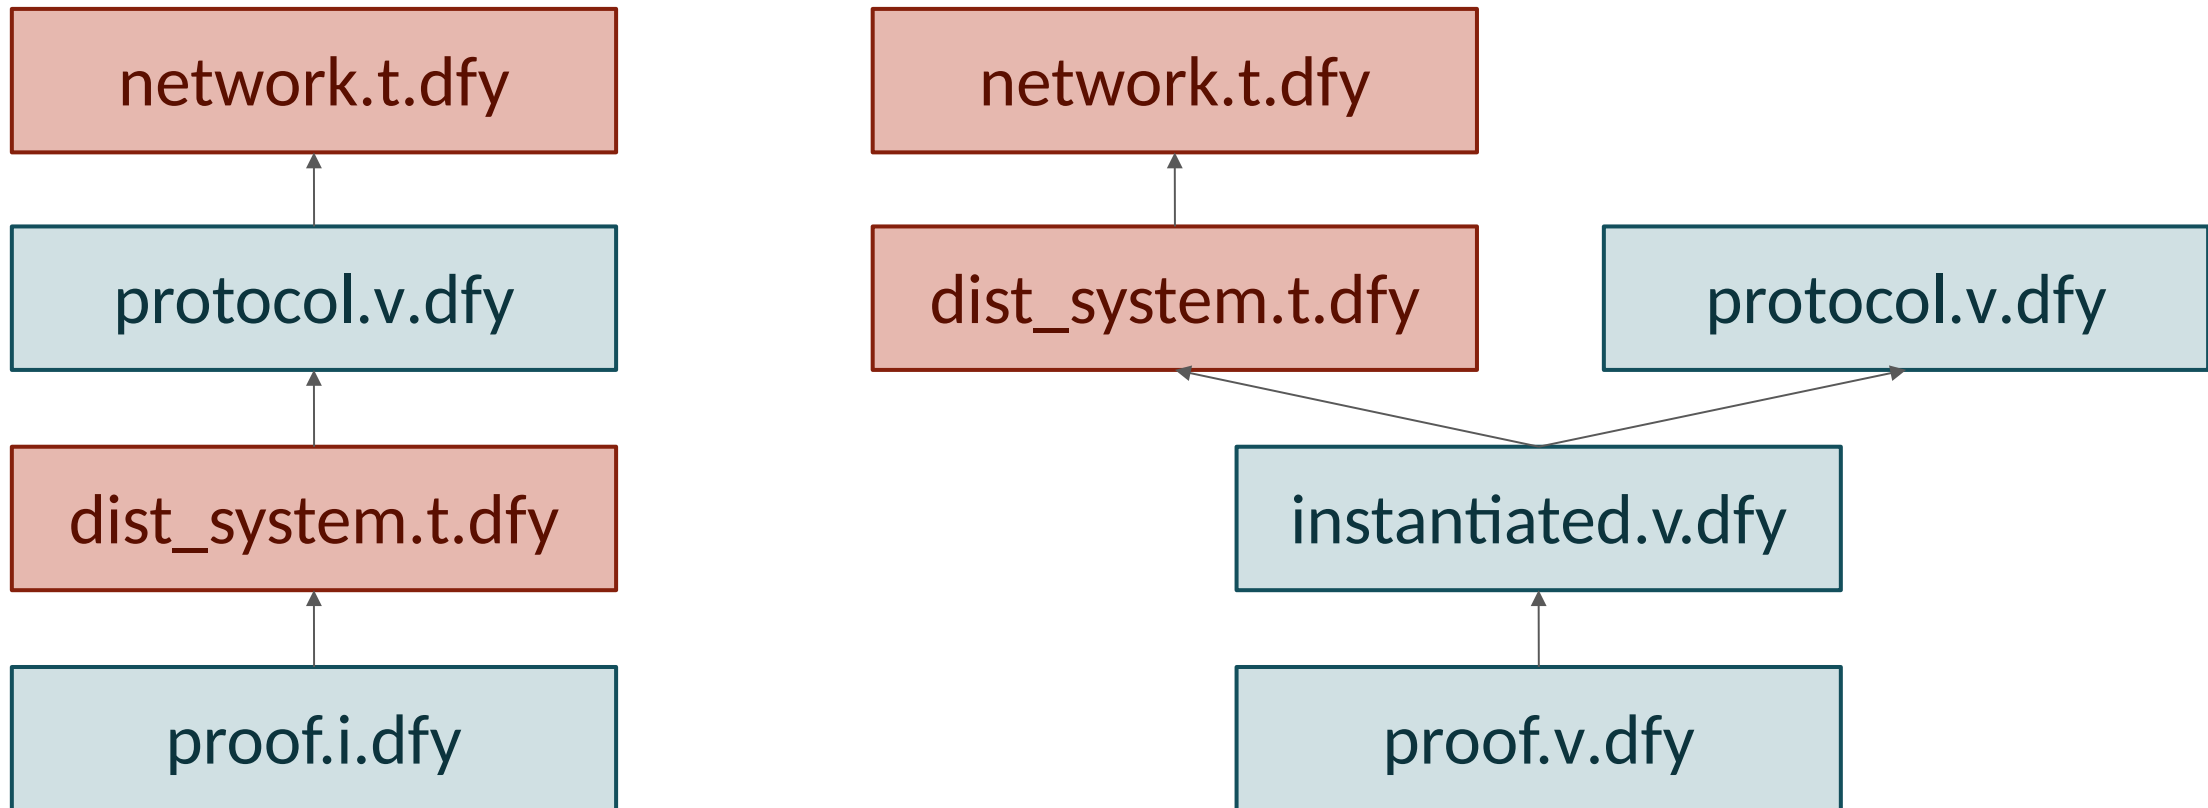 network.t.dfy
protocol.v.dfy
dist_system.t.dfy
proof.i.dfy
network.t.dfy
dist_system.t.dfy
protocol.v.dfy
instantiated.v.dfy
proof.v.dfy